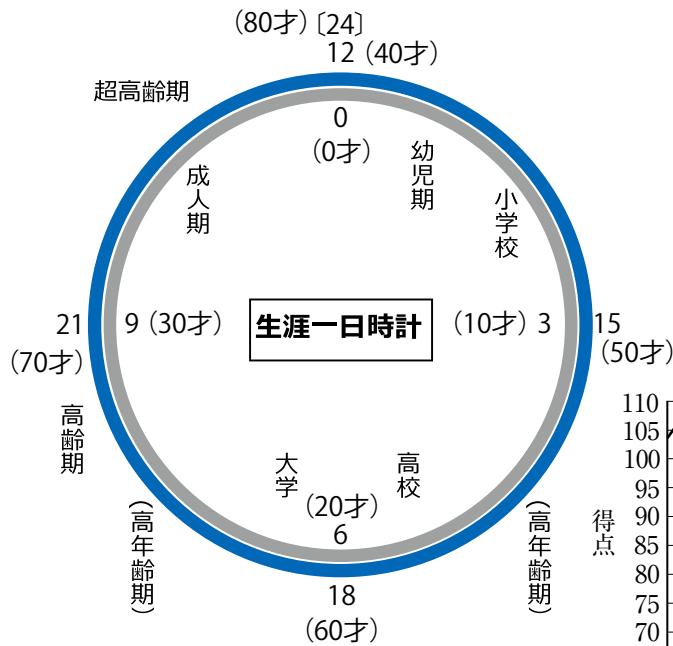 (80才)〔24〕
12 (40才)
超高齢期
0
(0才)
幼児期
成人期
小学校
21
9 (30才)
生涯一日時計
(10才) 3
15
(70才)
(50才)
高齢期
大学
高校
(20才)
6
(高年齢期)
(高年齢期)
18
(60才)
得点
110
105
100
95
90
85
80
75
70